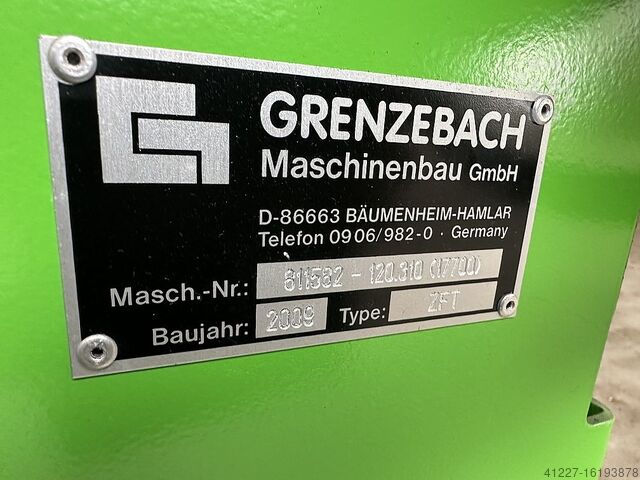 GRENZEBACH
Maschinenbau GmbH
D-86663 BÄUMENHEIM-HAMLAR
Telefon 0906/982-0 · Germany
Masch.-Nr.: 811582 - 120.310 (17700)
Baujahr: 2009 Type: ZFT
41227-16193878